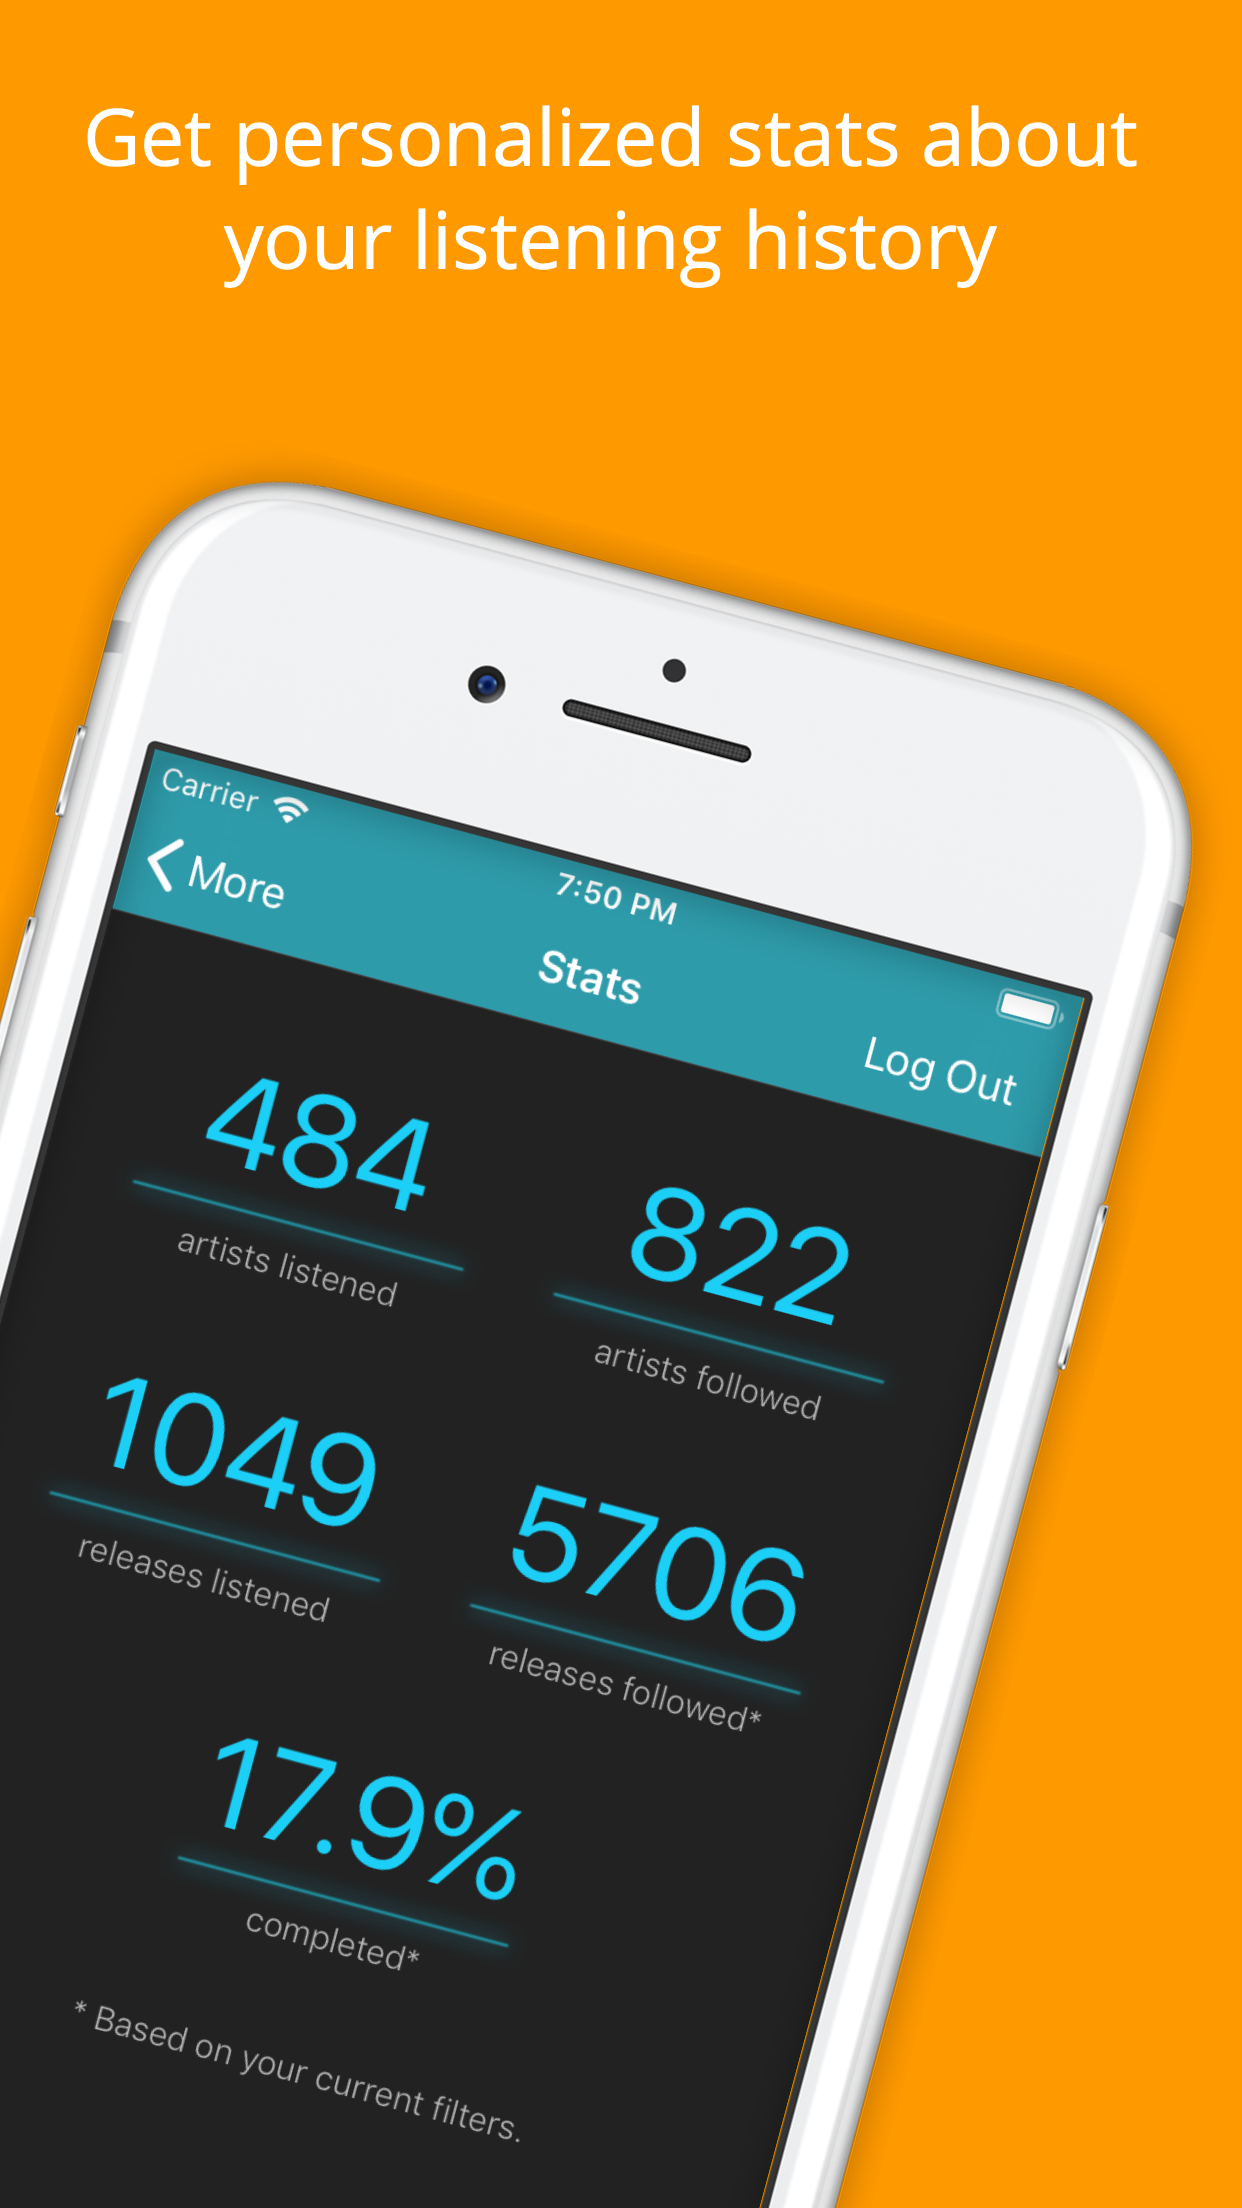 Get personalized stats about
your listening history
Carrier
7:50 PM
More
Stats
Log Out
484
artists listened
822
artists followed
1049
releases listened
5706
releases followed*
17.9%
completed*
* Based on your current filters.